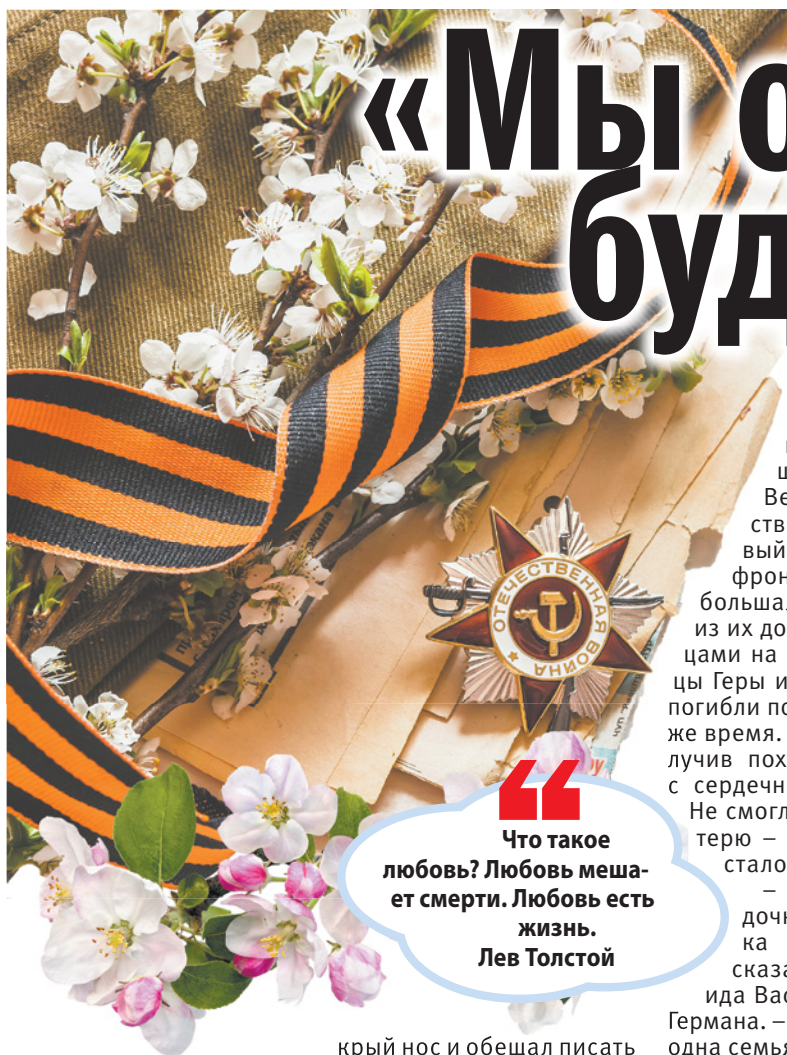 «Мы о
буд
ОТЕЧЕСТВЕННАЯ ВОЙНА
Что такое
любовь? Любовь меша-
ет смерти. Любовь есть
жизнь.
Лев Толстой
крый нос и обещал писать
Ве
ств
вый
фрон
больша
из их до
цами на
цы Геры и
погибли по
же время.
лучив пох
с сердечн
Не смогл
терю –
стало
–
дочк
ка
сказа
ида Вас
Германа. –
одна семья